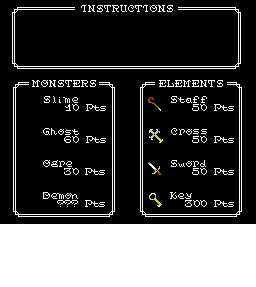 INSTRUCTIONS
MONSTERS
Slime
10 Pts
Ghost
60 Pts
Ogre
30 Pts
Demon
??? Pts
ELEMENTS
Staff
50 Pts
Cross
50 Pts
Sword
50 Pts
Key
300 Pts